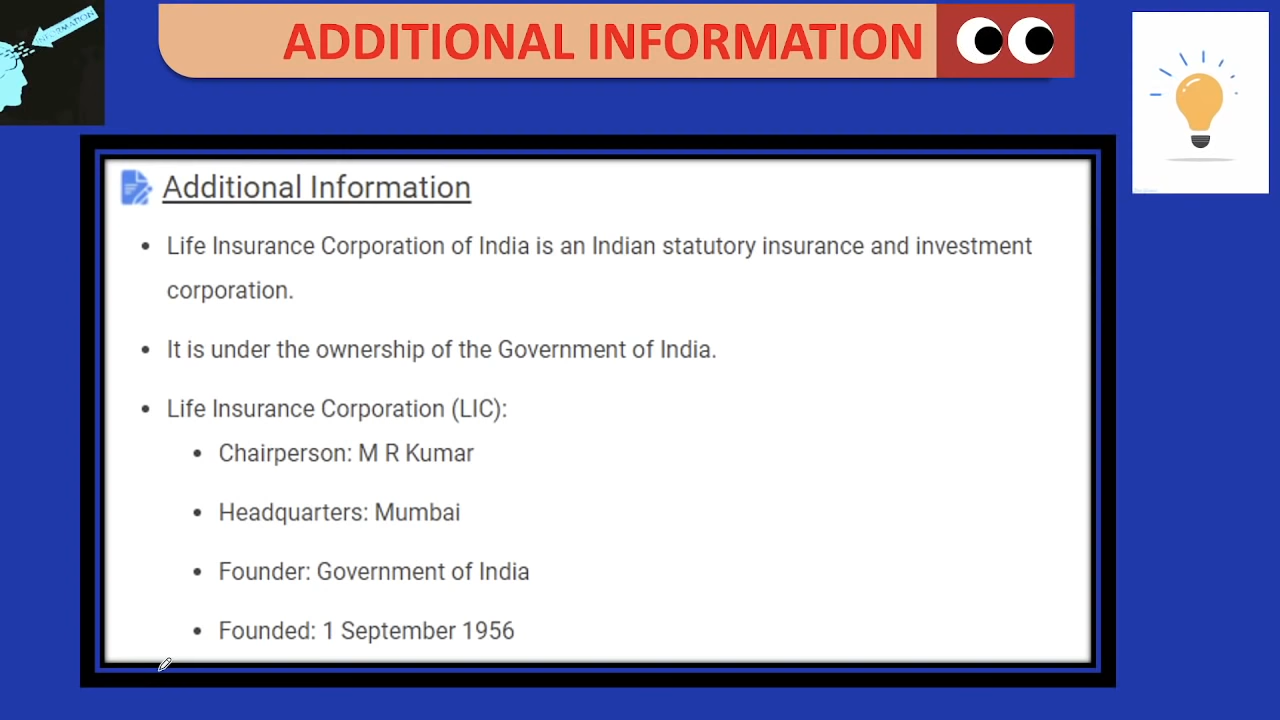 INFORMATION
ADDITIONAL INFORMATION
Additional Information
• Life Insurance Corporation of India is an Indian statutory insurance and investment
corporation.
• It is under the ownership of the Government of India.
• Life Insurance Corporation (LIC):
• Chairperson: M R Kumar
• Headquarters: Mumbai
• Founder: Government of India
• Founded: 1 September 1956